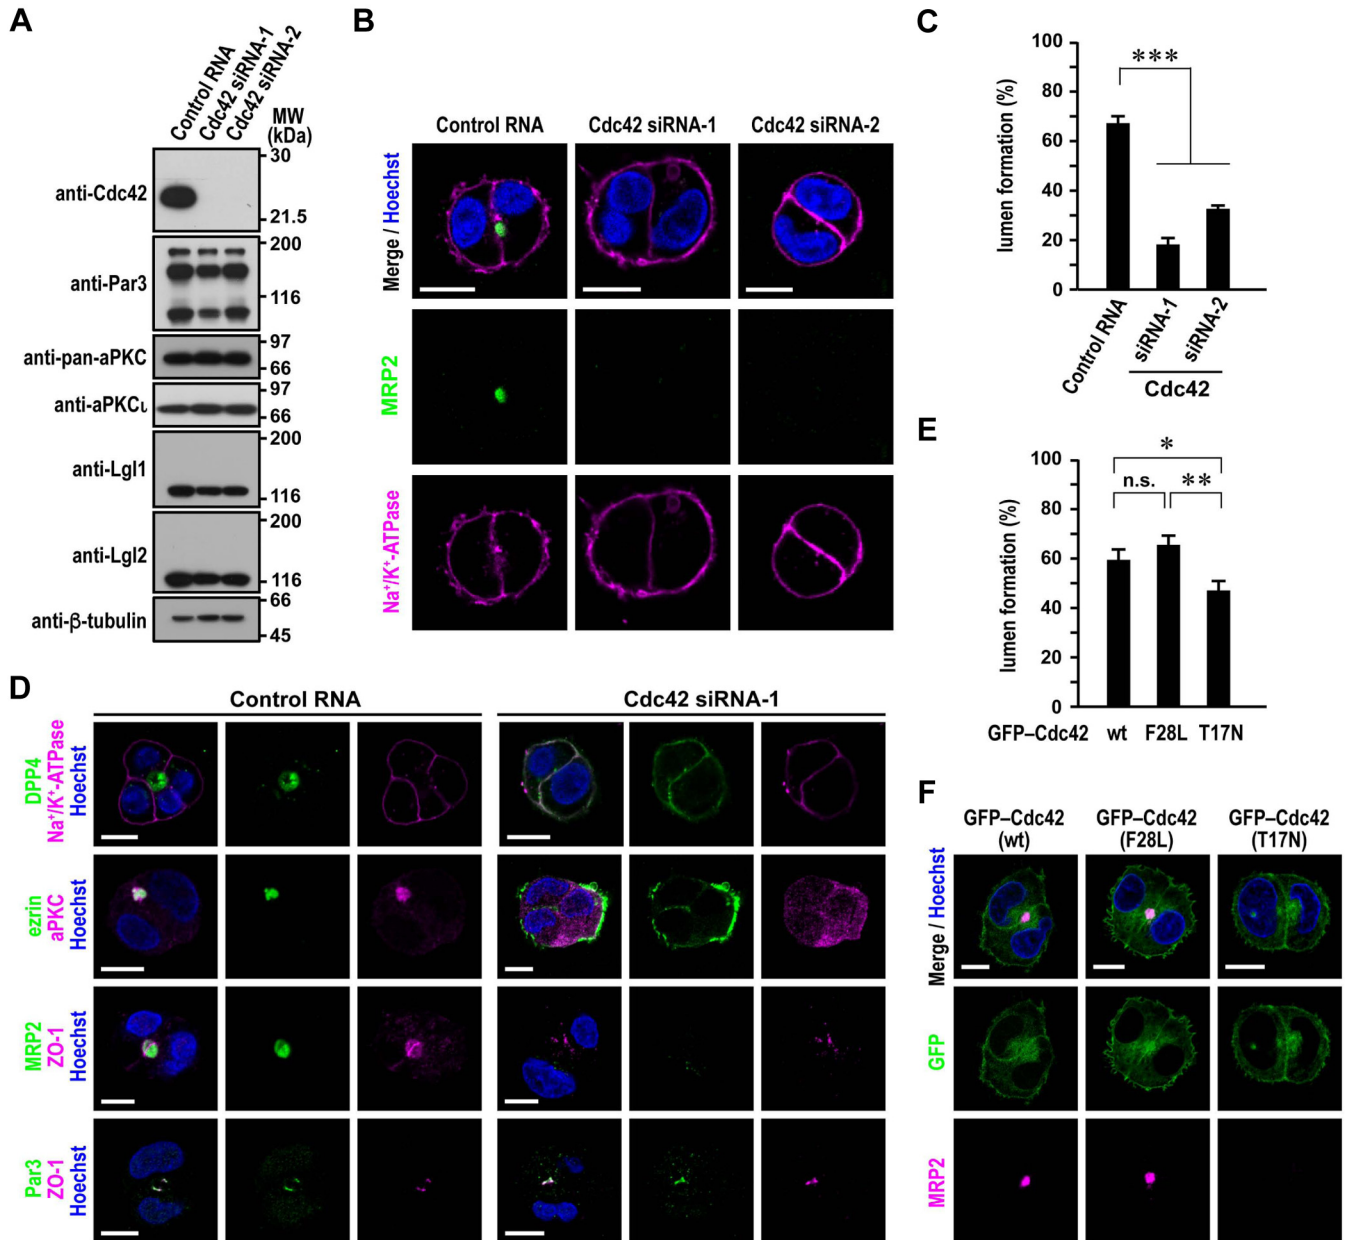 A
Control RNA
Cdc42 siRNA-1
Cdc42 siRNA-2
MW
(kDa)
anti-Cdc42
30
21.5
anti-Par3
200
116
anti-pan-aPKC
97
66
anti-aPKCι
97
66
anti-Lgl1
200
116
anti-Lgl2
200
116
anti-β-tubulin
66
45
B
Control RNA
Cdc42 siRNA-1
Cdc42 siRNA-2
Merge / Hoechst
MRP2
Na⁺/K⁺-ATPase
C
lumen formation (%)
100
80
60
40
20
0
***
Control RNA
siRNA-1
siRNA-2
Cdc42
D
Control RNA
Cdc42 siRNA-1
DPP4
Na⁺/K⁺-ATPase
Hoechst
ezrin
aPKC
Hoechst
MRP2
ZO-1
Hoechst
Par3
ZO-1
Hoechst
E
lumen formation (%)
100
80
60
40
20
0
*
n.s.
**
GFP–Cdc42 wt F28L T17N
F
GFP–Cdc42
(wt)
GFP–Cdc42
(F28L)
GFP–Cdc42
(T17N)
Merge / Hoechst
GFP
MRP2